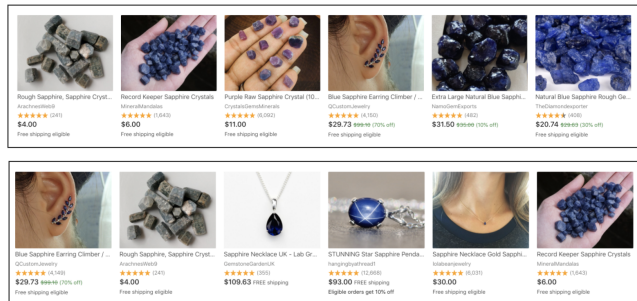 Rough Sapphire, Sapphire Cryst...
ArachnesWeb9
(241)
$4.00
Free shipping eligible
Record Keeper Sapphire Crystals
MineralMandalas
(1,643)
$6.00
Free shipping eligible
Purple Raw Sapphire Crystal (10...
CrystalGemsMinerals
(6,092)
$11.00
Free shipping eligible
Blue Sapphire Earring Climber / ...
QCustomJewelry
(4,150)
$29.73 $99.10 (70% off)
Free shipping eligible
Extra Large Natural Blue Sapphi...
NamoGemExports
(462)
$31.50 $35.00 (10% off)
Free shipping eligible
Natural Blue Sapphire Rough Ge...
TheDiamondexporter
(408)
$20.74 (30% off)
Free shipping eligible
Blue Sapphire Earring Climber / ...
QCustomJewelry
(4,149)
$29.73 $99.10 (70% off)
Free shipping eligible
Rough Sapphire, Sapphire Cryst...
ArachnesWeb9
(241)
$4.00
Free shipping eligible
Sapphire Necklace UK - Lab Gr...
GemstoneGardenUK
(355)
$109.63 FREE shipping
STUNNING Star Sapphire Penda...
hangingbyathread1
(12,668)
$93.00 FREE shipping
Eligible orders get 10% off
Sapphire Necklace Gold Sapphi...
lolabeanjewelry
(6,031)
$30.00
Free shipping eligible
Record Keeper Sapphire Crystals
MineralMandalas
(1,643)
$6.00
Free shipping eligible